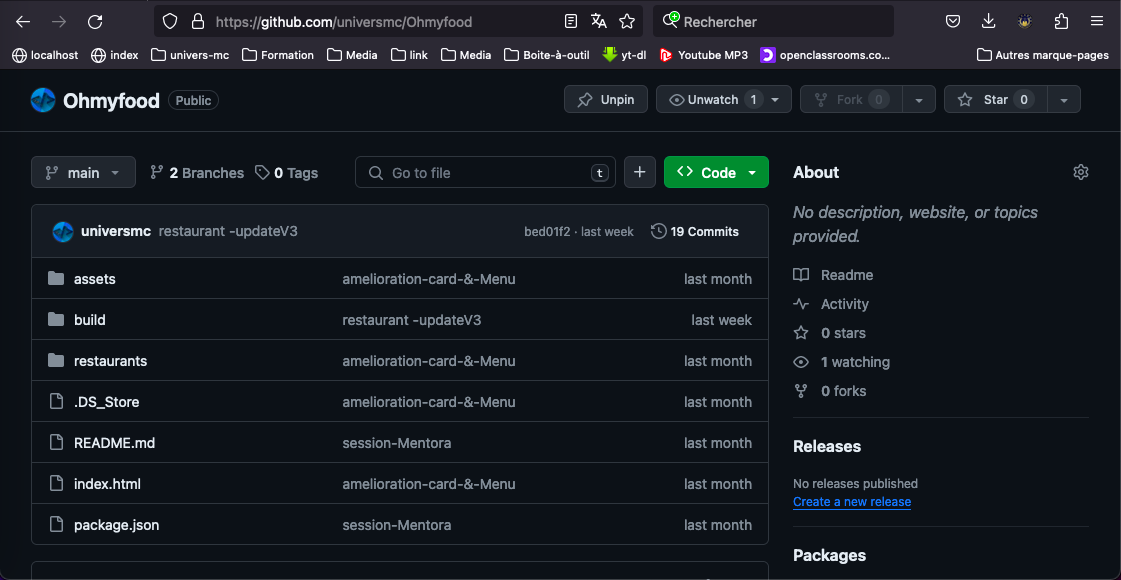 https://github.com/universmc/Ohmyfood
Rechercher
localhost index univers-mc Formation Media link Media Boite-à-outil yt-dl Youtube MP3 openclassrooms.co... Autres marque-pages
Ohmyfood Public Unpin Unwatch 1 Fork 0 Star 0
main 2 Branches 0 Tags Go to file t + <> Code
universmc restaurant -updateV3 bed01f2 · last week 19 Commits
assets amelioration-card-&-Menu last month
build restaurant -updateV3 last week
restaurants amelioration-card-&-Menu last month
.DS_Store amelioration-card-&-Menu last month
README.md session-Mentora last month
index.html amelioration-card-&-Menu last month
package.json session-Mentora last month
About
No description, website, or topics
provided.
Readme
Activity
0 stars
1 watching
0 forks
Releases
No releases published
Create a new release
Packages